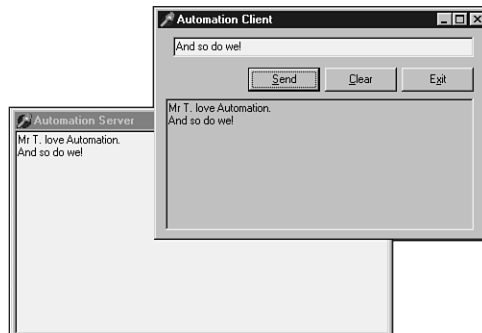 Automation Client
And so do we!
Send Clear Exit
Mr T. love Automation.
And so do we!
Automation Server
Mr T. love Automation.
And so do we!